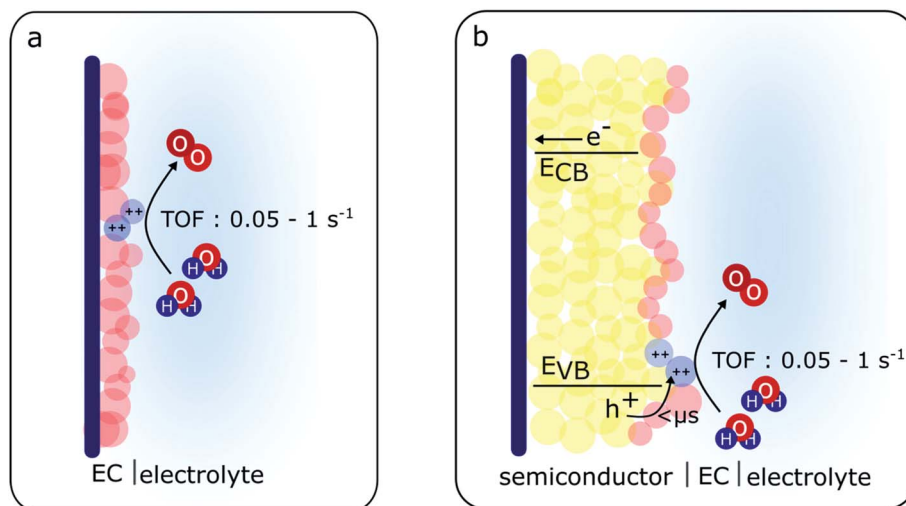 a
O
O
++
++
TOF : 0.05 - 1 s-1
O
H H
O
H H
EC | electrolyte
b
e-
ECB
O
O
++
++
EVB
TOF : 0.05 - 1 s-1
h+
<μs
O
H H
O
H H
semiconductor | EC | electrolyte